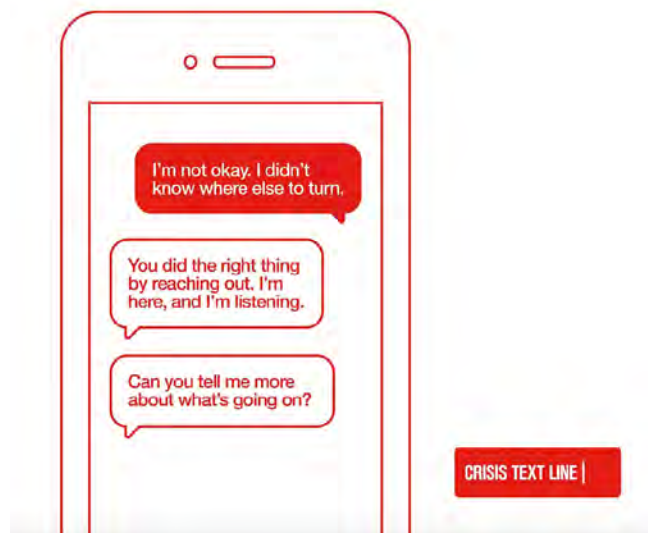 I'm not okay. I didn't
know where else to turn.
You did the right thing
by reaching out. I'm
here, and I'm listening.
Can you tell me more
about what's going on?
CRISIS TEXT LINE |